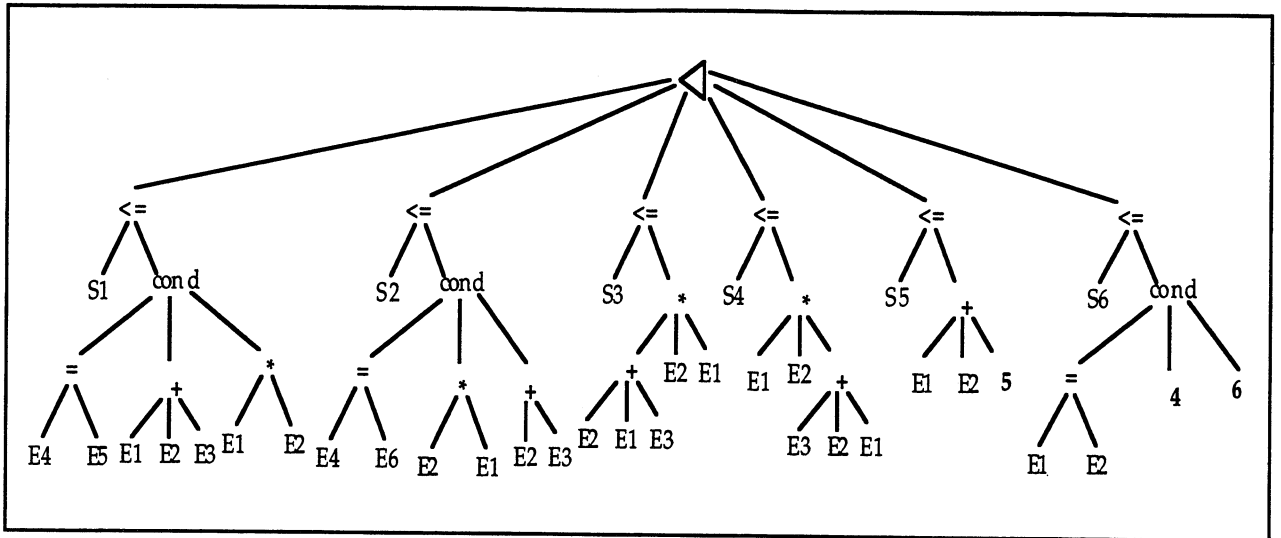 <= <= <= <= <= <=
S1 cond S2 cond S3 * S4 * S5 + S6 cond
= + * = * + + E2 E1 E1 E2 + E1 E2 5 = 4 6
E4 E5 E1 E2 E3 E1 E2 E4 E6 E2 E1 E2 E3 E2 E1 E3 E3 E2 E1 E1 E2